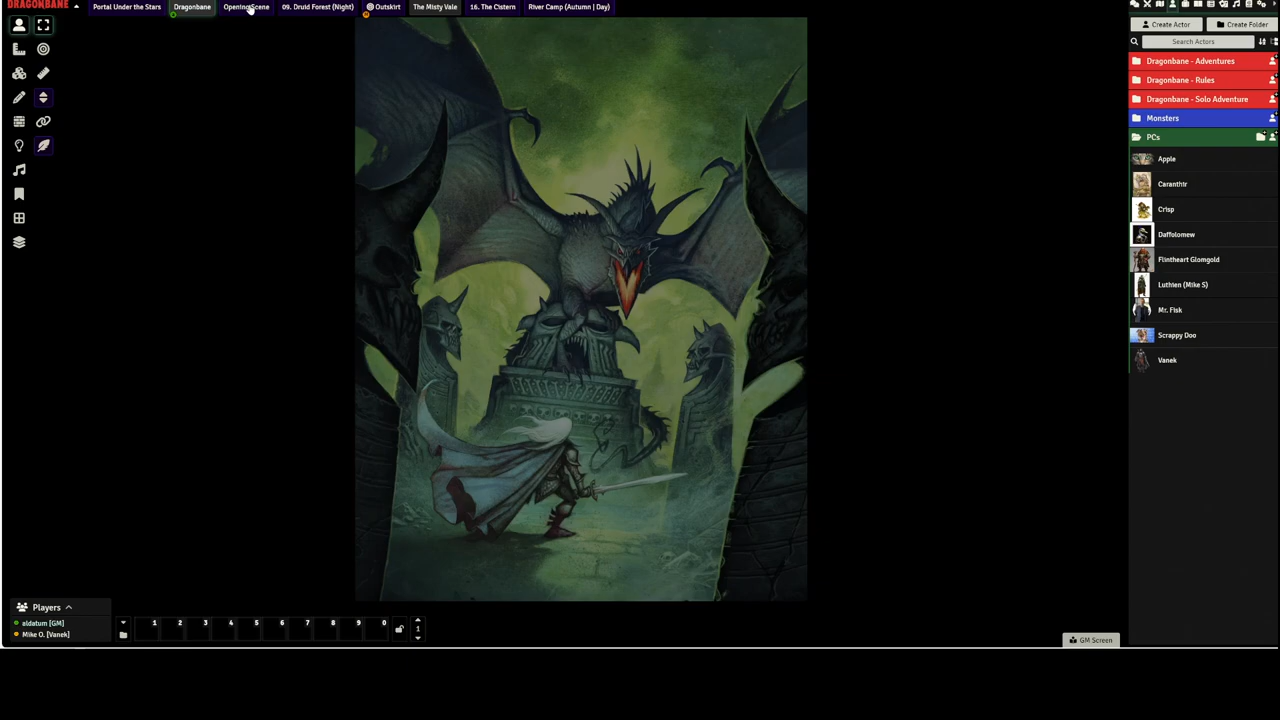 DRAGONBANE
Portal Under the Stars
Dragonbane
Opening Scene
09. Druid Forest (Night)
Outskirt
The Misty Vale
16. The Cistern
River Camp (Autumn | Day)
Create Actor
Create Folder
Search Actors
Dragonbane - Adventures
Dragonbane - Rules
Dragonbane - Solo Adventure
Monsters
PCs
Apple
Caranthir
Crisp
Daffolomew
Flintheart Glomgold
Luthien (Mike S)
Mr. Fisk
Scrappy Doo
Vanek
Players
aldatum [GM]
Mike O. [Vanek]
1 2 3 4 5 6 7 8 9 0
1
GM Screen